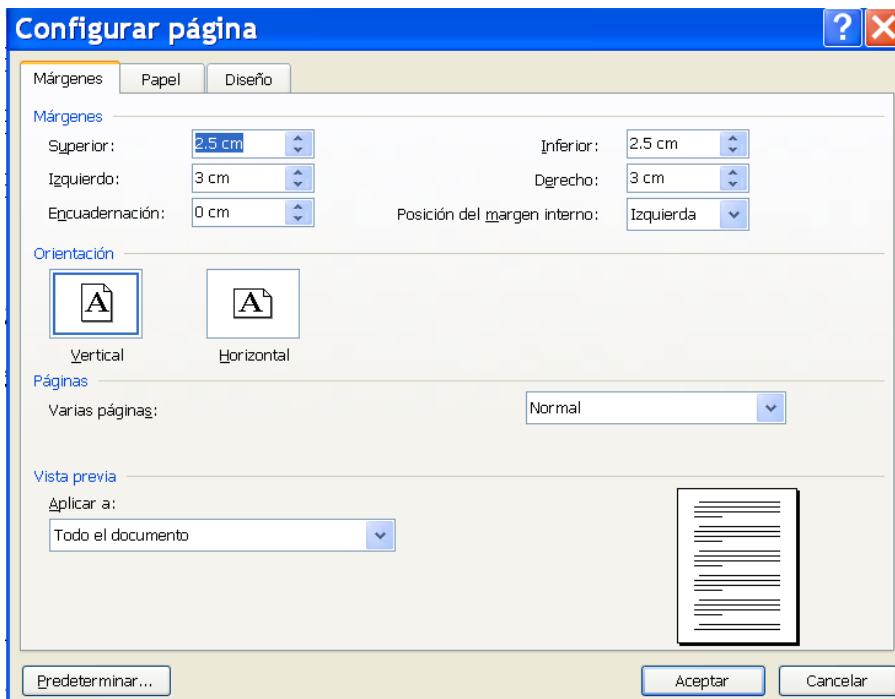 Configurar página ?
Márgenes Papel Diseño
Márgenes
Superior: 2.5 cm Inferior: 2.5 cm
Izquierdo: 3 cm Derecho: 3 cm
Encuadernación: 0 cm Posición del margen interno: Izquierda
Orientación
A A
Vertical Horizontal
Páginas
Varias páginas: Normal
Vista previa
Aplicar a:
Todo el documento
Predeterminar... Aceptar Cancelar